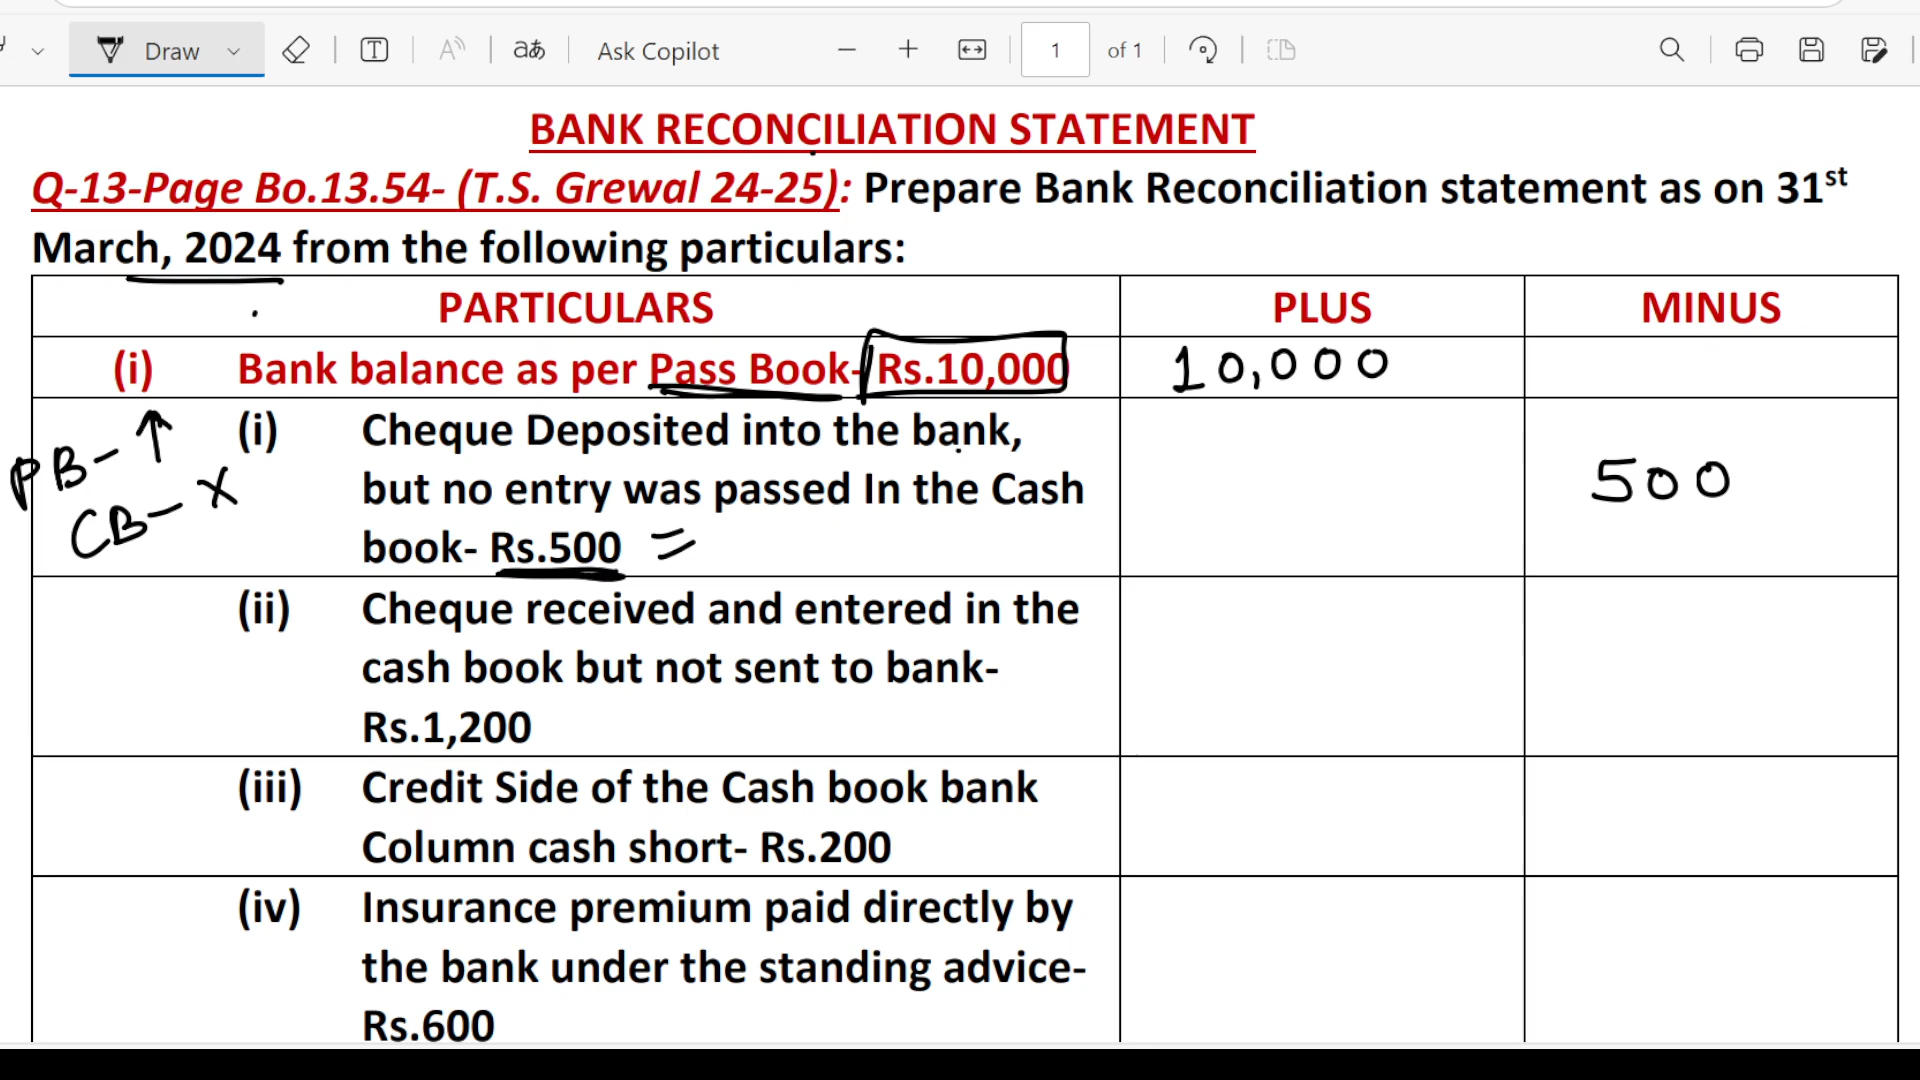 Draw
T
A
aあ
Ask Copilot
1
of 1
BANK RECONCILIATION STATEMENT
Q-13-Page Bo.13.54- (T.S. Grewal 24-25): Prepare Bank Reconciliation statement as on 31st
March, 2024 from the following particulars:
PARTICULARS PLUS MINUS
(i) Bank balance as per Pass Book- Rs.10,000 10,000
PB- ↑
CB- X
(i) Cheque Deposited into the bank,
but no entry was passed In the Cash
book- Rs.500 =
500
(ii) Cheque received and entered in the
cash book but not sent to bank-
Rs.1,200
(iii) Credit Side of the Cash book bank
Column cash short- Rs.200
(iv) Insurance premium paid directly by
the bank under the standing advice-
Rs.600